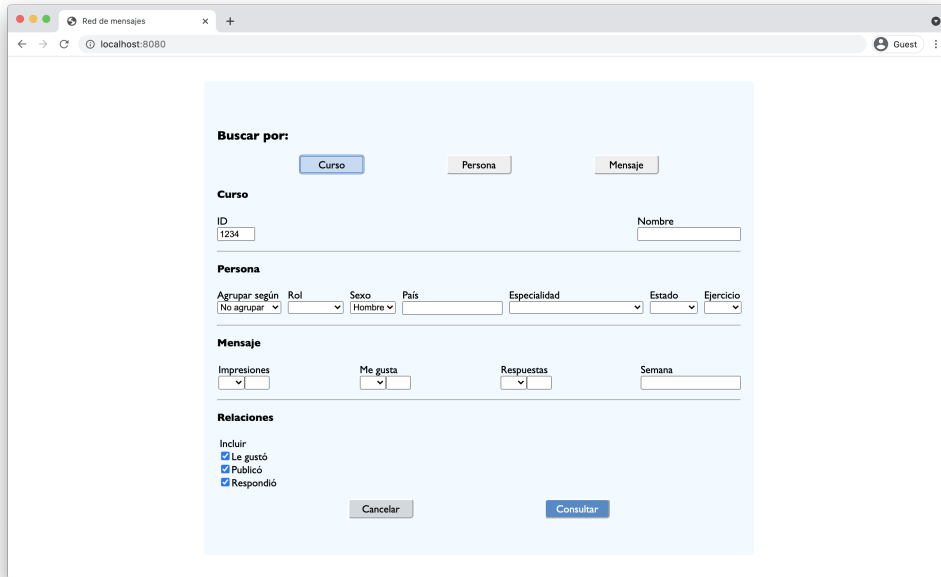 Red de mensajes
localhost:8080
Guest
Buscar por:
Curso Persona Mensaje
Curso
ID Nombre
1234
Persona
Agrupar según Rol Sexo País Especialidad Estado Ejercicio
No agrupar Hombre
Mensaje
Impresiones Me gusta Respuestas Semana
Relaciones
Incluir
Le gustó
Publicó
Respondió
Cancelar Consultar